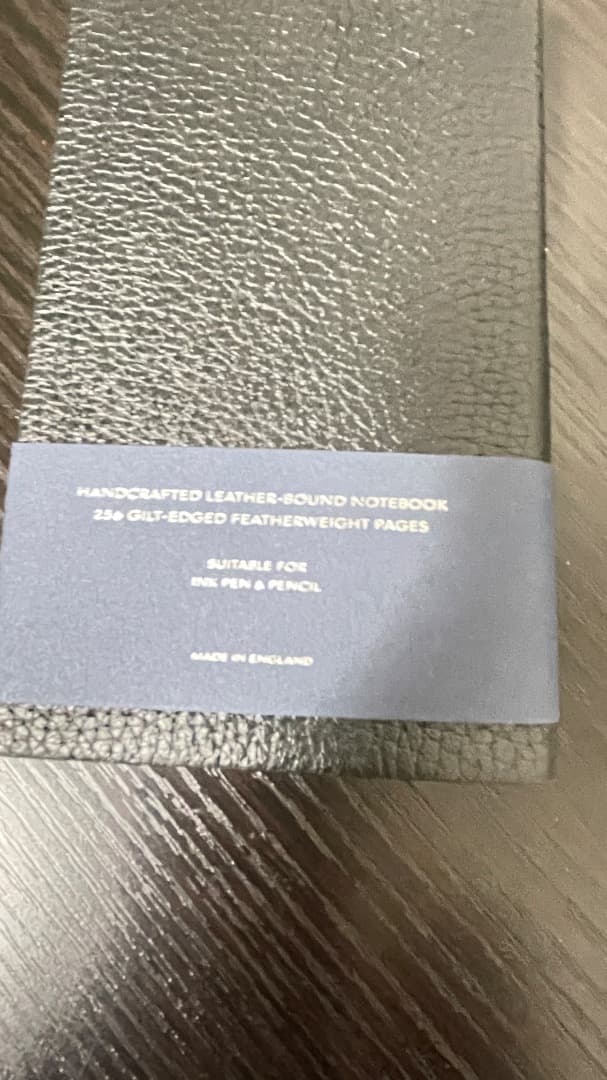 HANDCRAFTED LEATHER-BOUND NOTEBOOK
256 GILT-EDGED FEATHERWEIGHT PAGES
SUITABLE FOR
INK PEN & PENCIL
MADE IN ENGLAND